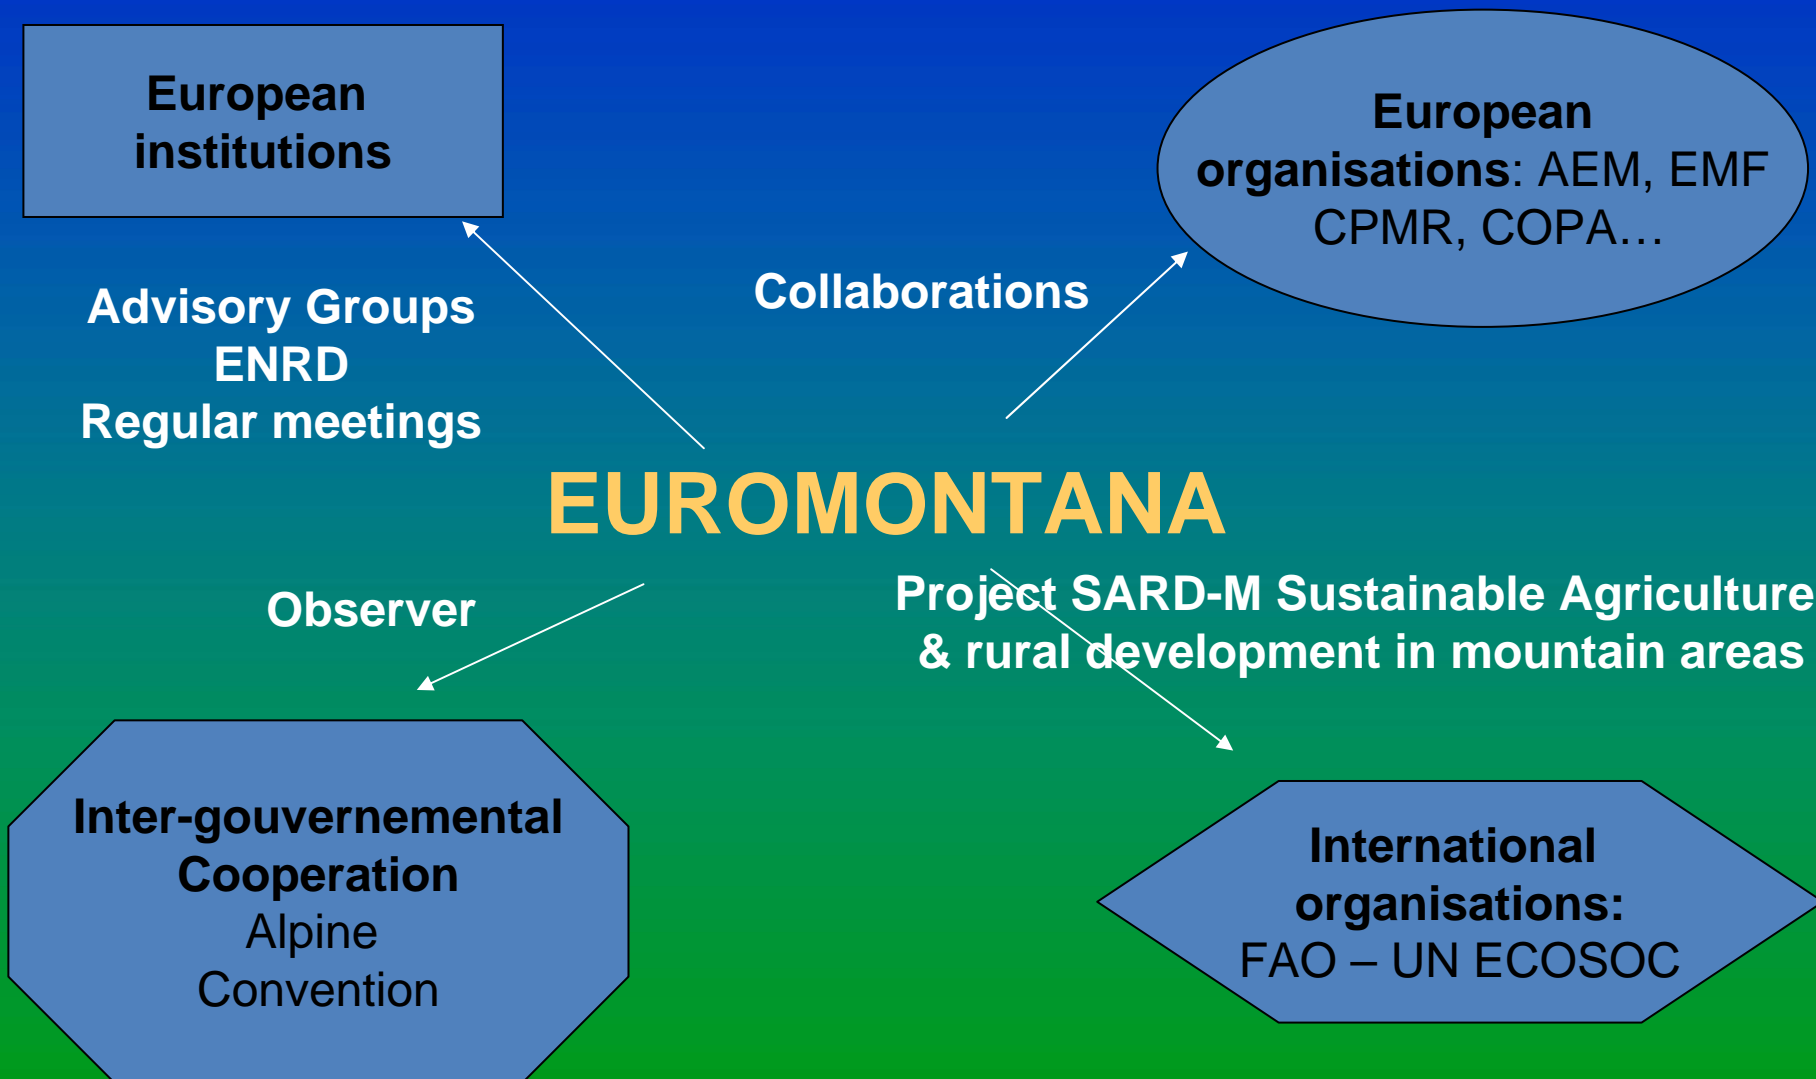 European
institutions
European
organisations: AEM, EMF
CPMR, COPA…
Advisory Groups
ENRD
Regular meetings
Collaborations
EUROMONTANA
Observer
Project SARD-M Sustainable Agriculture
& rural development in mountain areas
Inter-gouvernemental
Cooperation
Alpine
Convention
International
organisations:
FAO – UN ECOSOC